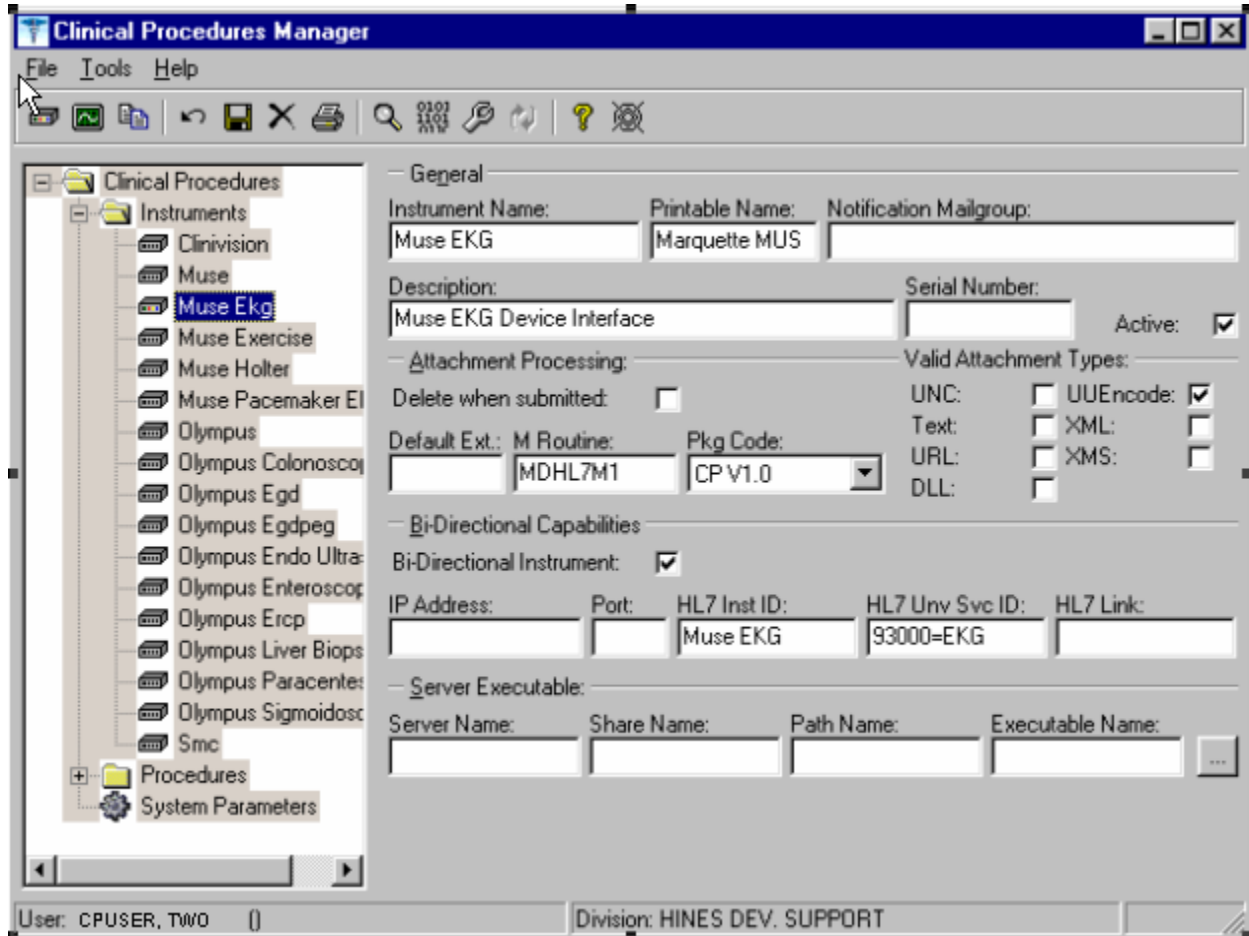 Clinical Procedures Manager
File Tools Help
Clinical Procedures
Instruments
Clinivision
Muse
Muse Ekg
Muse Exercise
Muse Holter
Muse Pacemaker El
Olympus
Olympus Colonoscop
Olympus Egd
Olympus Egdpeg
Olympus Endo Ultra
Olympus Enteroscop
Olympus Ercp
Olympus Liver Biops
Olympus Paracentes
Olympus Sigmoidosc
Smc
Procedures
System Parameters
General
Instrument Name: Printable Name: Notification Mailgroup:
Muse EKG Marquette MUS
Description: Serial Number:
Muse EKG Device Interface
Active:
Attachment Processing: Valid Attachment Types:
Delete when submitted: UNC: UUEncode:
Text: XML:
Default Ext.: M Routine: Pkg Code:
URL: XMS:
MDHL7M1 CP V1.0
DLL:
Bi-Directional Capabilities
Bi-Directional Instrument:
IP Address: Port: HL7 Inst ID: HL7 Unv Svc ID: HL7 Link:
Muse EKG 93000=EKG
Server Executable:
Server Name: Share Name: Path Name: Executable Name:
...
User: CPUSER, TWO () Division: HINES DEV. SUPPORT